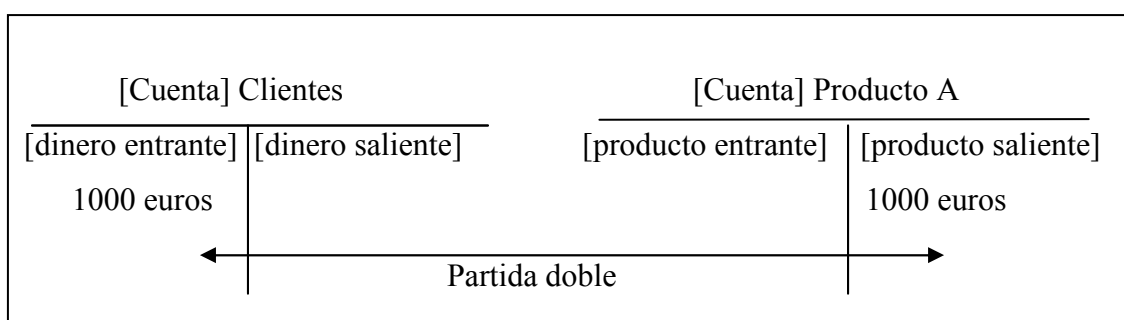 [Cuenta] Clientes [Cuenta] Producto A
[dinero entrante] [dinero saliente] [producto entrante] [producto saliente]
1000 euros 1000 euros
Partida doble